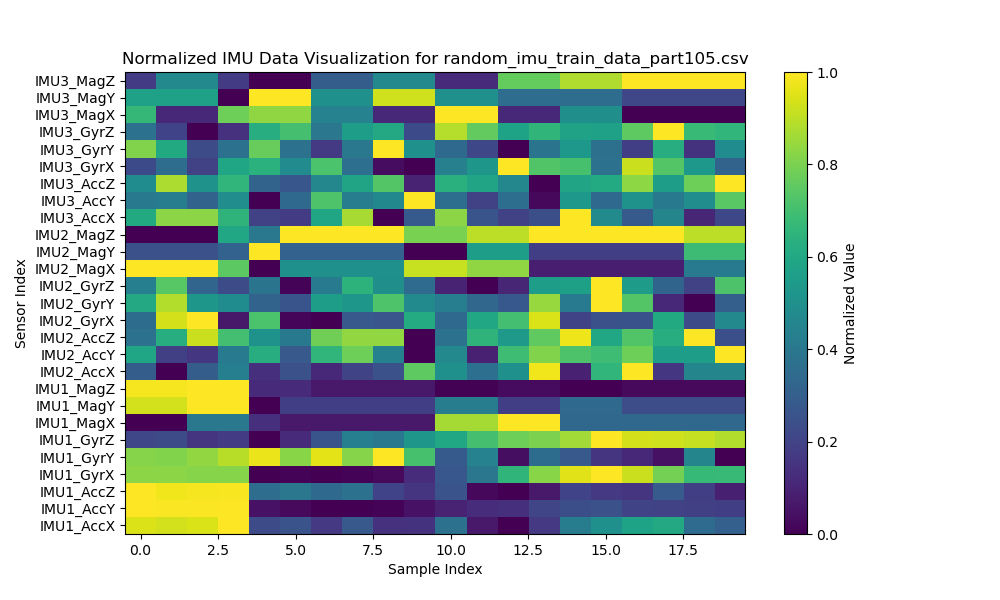 Normalized IMU Data Visualization for random_imu_train_data_part105.csv
IMU3_MagZ
IMU3_MagY
IMU3_MagX
IMU3_GyrZ
IMU3_GyrY
IMU3_GyrX
IMU3_AccZ
IMU3_AccY
IMU3_AccX
IMU2_MagZ
IMU2_MagY
IMU2_MagX
IMU2_GyrZ
IMU2_GyrY
IMU2_GyrX
IMU2_AccZ
IMU2_AccY
IMU2_AccX
IMU1_MagZ
IMU1_MagY
IMU1_MagX
IMU1_GyrZ
IMU1_GyrY
IMU1_GyrX
IMU1_AccZ
IMU1_AccY
IMU1_AccX
Sensor Index
0.0 2.5 5.0 7.5 10.0 12.5 15.0 17.5
Sample Index
1.0
0.8
0.6
0.4
0.2
0.0
Normalized Value